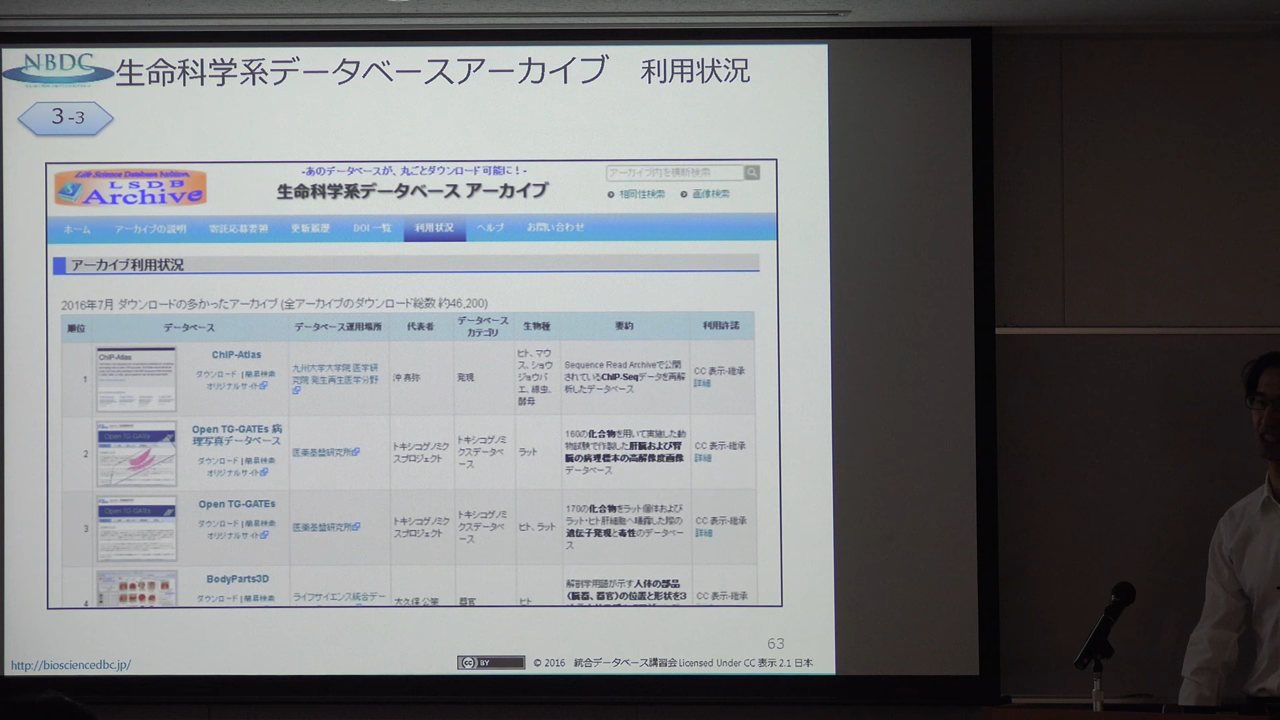 NBDC
生命科学系データベースアーカイブ 利用状況
3-3
Life Science Database Archive
LSDB
Archive
-あのデータベースが、丸ごとダウンロード可能に!-
生命科学系データベース アーカイブ
アーカイブ内を横断検索
相同性検索 画像検索
ホーム アーカイブの説明 寄託応募要領 更新履歴 DOI 一覧 利用状況 ヘルプ お問い合わせ
アーカイブ利用状況
2016年7月 ダウンロードの多かったアーカイブ (全アーカイブのダウンロード総数 約46,200)
順位 データベース データベース運用場所 代表者 データベース
カテゴリ 生物種 要約 利用許諾
1
ChIP-Atlas
ChIP-Atlas
ダウンロード | 簡易検索
オリジナルサイト
九州大学大学院 医学研
究院 発生再生医学分野
沖 真弥
発現
ヒト、マウ
ス、ショウ
ジョウバ
エ、線虫、
酵母
Sequence Read Archiveで公開
されているChIP-Seqデータを再解
析したデータベース
CC 表示-継承
詳細
2
Open TG-GATEs
Open TG-GATEs 病
理写真データベース
ダウンロード | 簡易検索
オリジナルサイト
医薬基盤研究所
トキシコゲノミク
スプロジェクト
トキシコゲノミ
クスデータベ
ース
ラット
160の化合物を用いて実施した動
物試験で作製した肝臓および腎
臓の病理標本の高解像度画像
データベース
CC 表示-継承
詳細
3
Open TG-GATEs
Open TG-GATEs
ダウンロード | 簡易検索
オリジナルサイト
医薬基盤研究所
トキシコゲノミク
スプロジェクト
トキシコゲノミ
クスデータベ
ース
ヒト、ラット
170の化合物をラット個体および
ラット・ヒト肝細胞へ曝露した際の
遺伝子発現と毒性のデータベー
ス
CC 表示-継承
詳細
4
BodyParts3D
ダウンロード | 簡易検索
ライフサイエンス統合デー
大久保 公策
器官
ヒト
解剖学用語が示す人体の部品
(臓器、器官)の位置と形状を3
CC 表示-継承
63
http://biosciencedbc.jp/
cc BY
© 2016 統合データベース講習会 Licensed Under CC 表示 2.1 日本